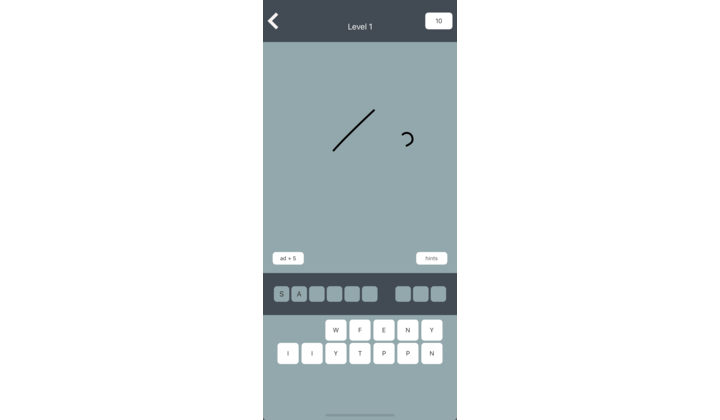 Level 1
10
ad + 5
hints
S A
W F E N Y
I I Y T P P N